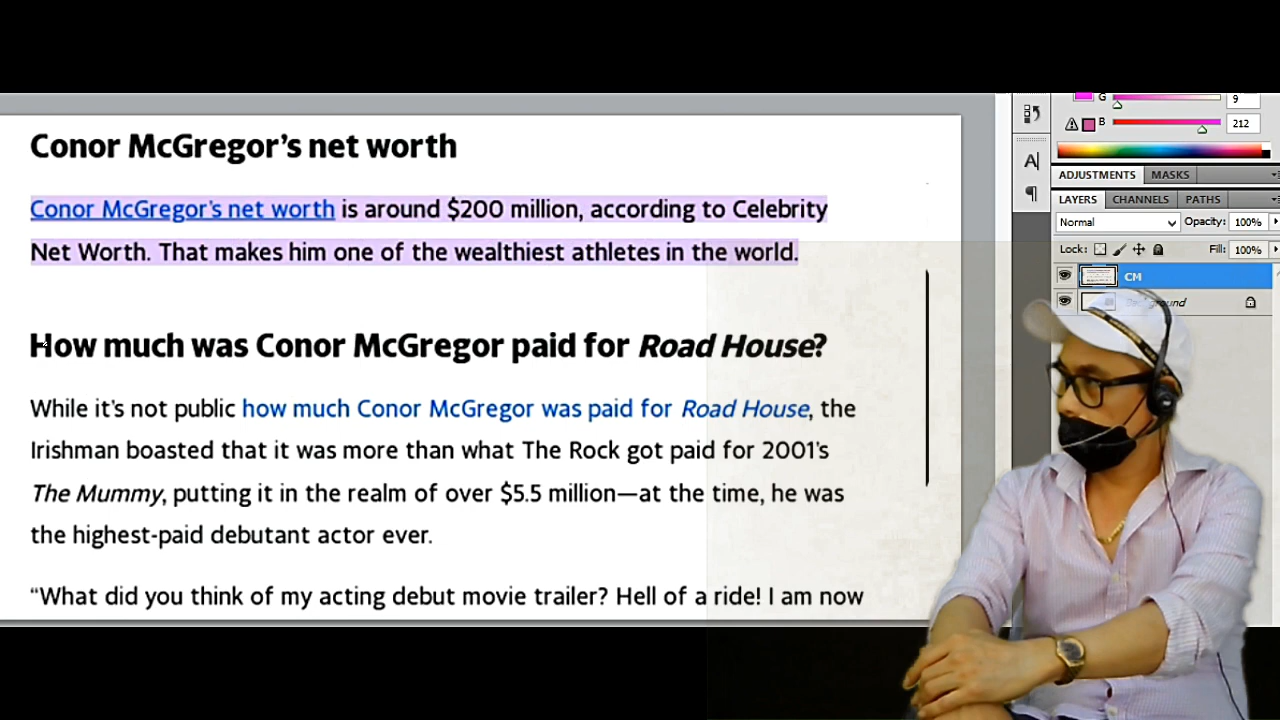 Conor McGregor's net worth
Conor McGregor's net worth is around $200 million, according to Celebrity
Net Worth. That makes him one of the wealthiest athletes in the world.
How much was Conor McGregor paid for Road House?
While it's not public how much Conor McGregor was paid for Road House, the
Irishman boasted that it was more than what The Rock got paid for 2001's
The Mummy, putting it in the realm of over $5.5 million—at the time, he was
the highest-paid debutant actor ever.
“What did you think of my acting debut movie trailer? Hell of a ride! I am now
G 9
B 212
A
¶
ADJUSTMENTS MASKS
LAYERS CHANNELS PATHS
Normal Opacity: 100%
Lock: Fill: 100%
CM
Background